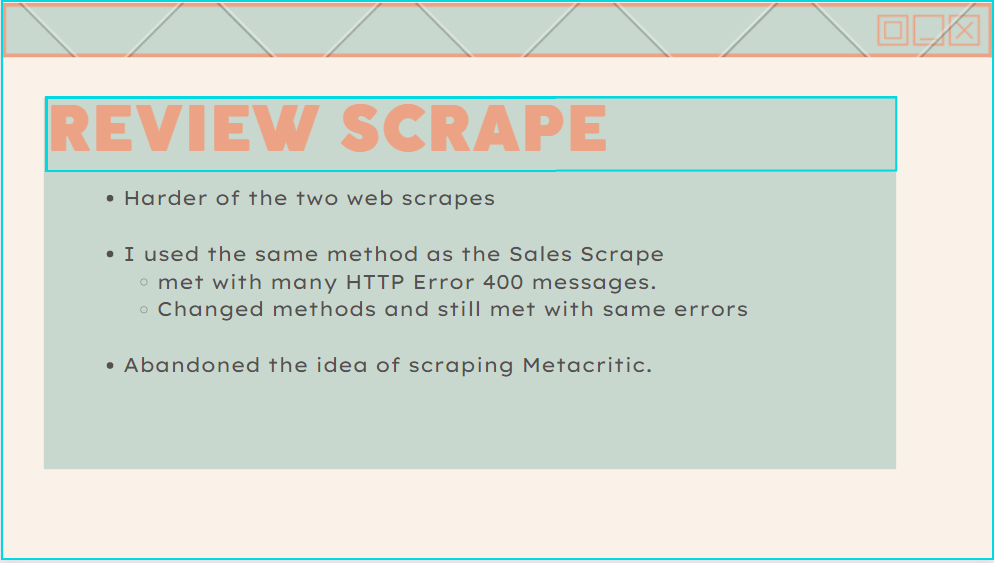 REVIEW SCRAPE
• Harder of the two web scrapes
• I used the same method as the Sales Scrape
◦ met with many HTTP Error 400 messages.
◦ Changed methods and still met with same errors
• Abandoned the idea of scraping Metacritic.